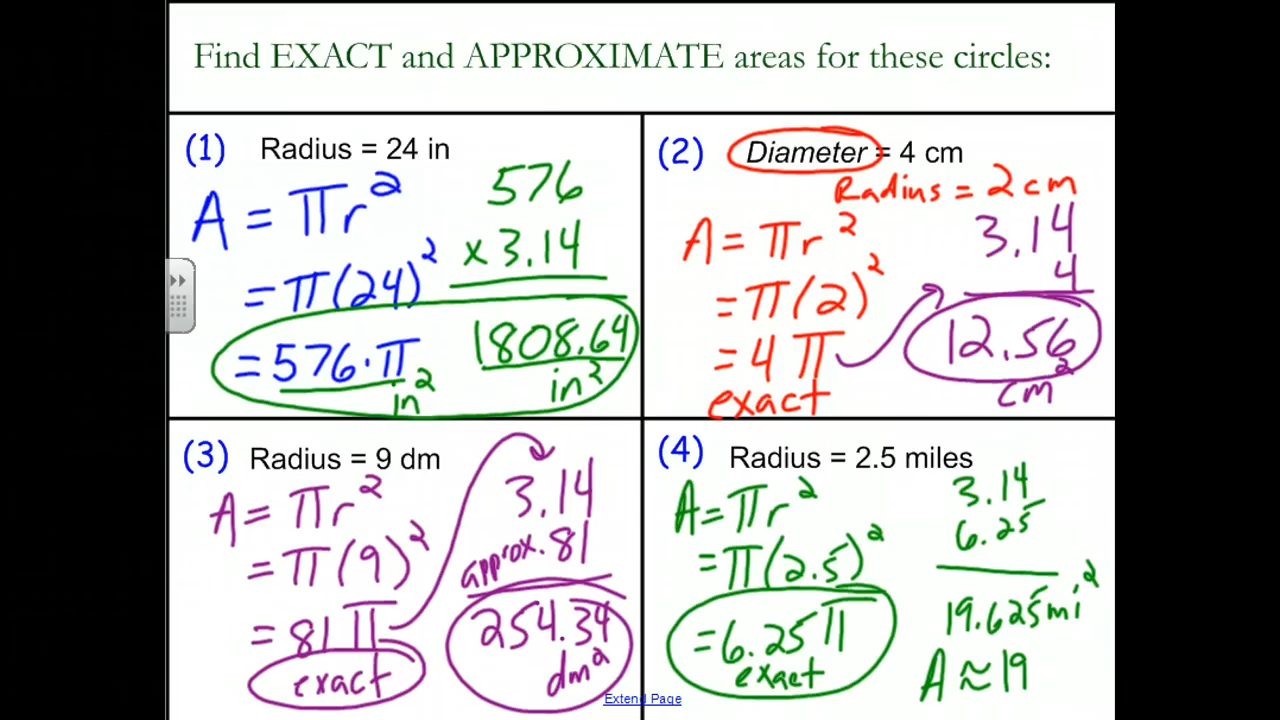 Find EXACT and APPROXIMATE areas for these circles:
(1) Radius = 24 in
A = πr²
= π(24)²
= 576·π
in²
576
x 3.14
1808.64
in²
(2) Diameter = 4 cm
Radius = 2 cm
A = πr²
= π(2)²
= 4π
exact
3.14
4
12.56
cm²
(3) Radius = 9 dm
A = πr²
= π(9)²
= 81π
exact
3.14
approx. 81
254.34
dm²
(4) Radius = 2.5 miles
A = πr²
= π(2.5)²
= 6.25π
exact
3.14
6.25
19.625mi²
A ≈ 19
Extend Page